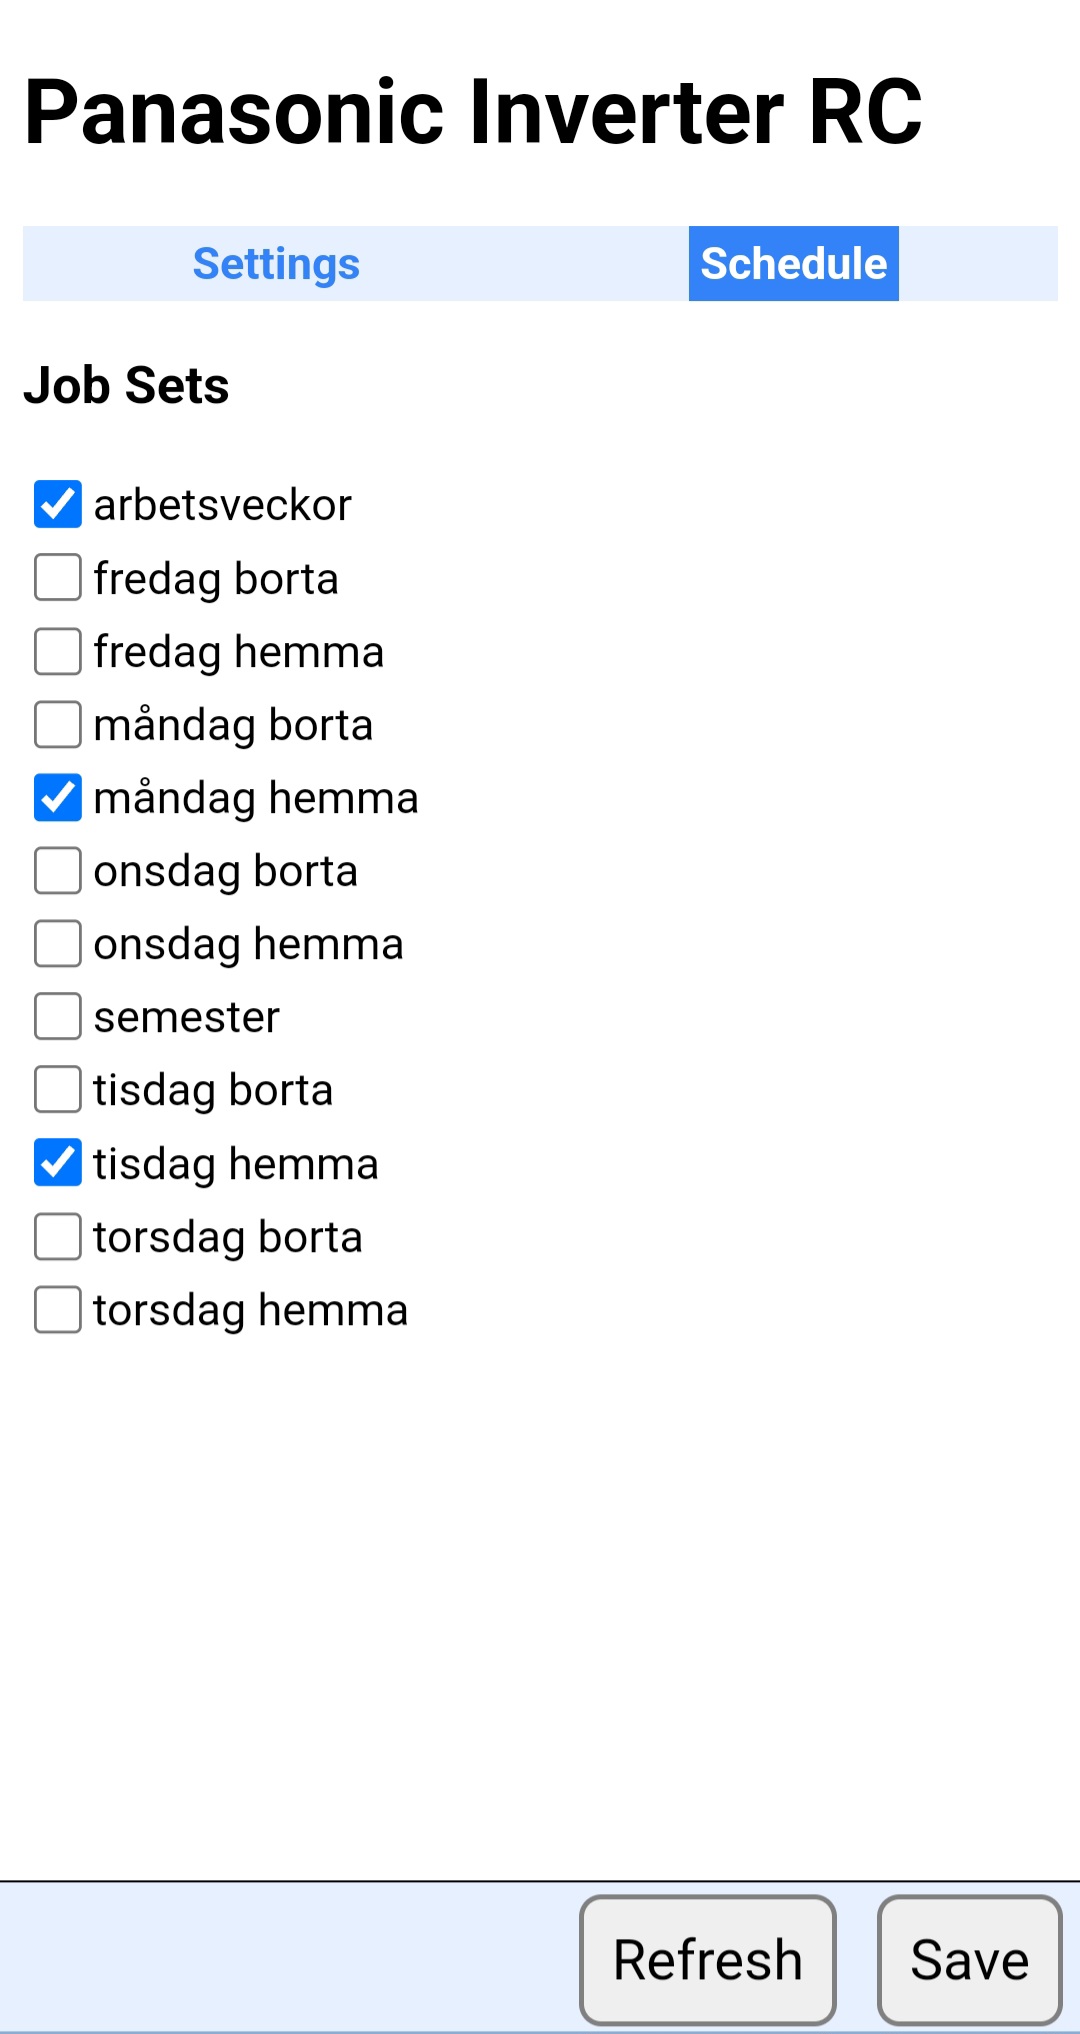 Panasonic Inverter RC
Settings Schedule
Job Sets
arbetsveckor
fredag borta
fredag hemma
måndag borta
måndag hemma
onsdag borta
onsdag hemma
semester
tisdag borta
tisdag hemma
torsdag borta
torsdag hemma
Refresh Save